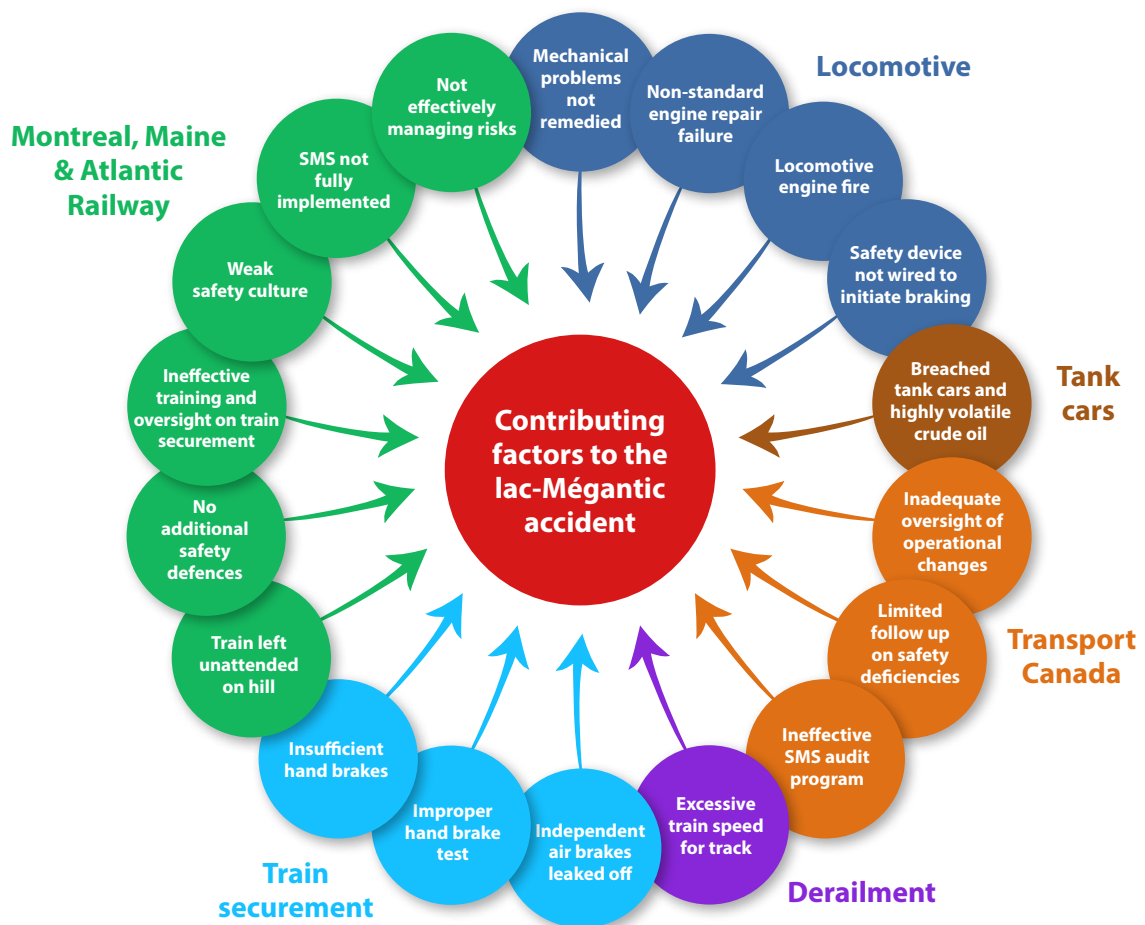 Mechanical
problems
not
remedied
Non-standard
engine repair
failure
Locomotive
Locomotive
engine fire
Safety device
not wired to
initiate braking
Breached
tank cars and
highly volatile
crude oil
Tank
cars
Inadequate
oversight of
operational
changes
Limited
follow up
on safety
deficiencies
Transport
Canada
Ineffective
SMS audit
program
Excessive
train speed
for track
Derailment
Independent
air brakes
leaked off
Improper
hand brake
test
Insufficient
hand brakes
Train
securement
Train left
unattended
on hill
No
additional
safety
defences
Ineffective
training and
oversight on train
securement
Weak
safety culture
SMS not
fully
implemented
Not
effectively
managing risks
Montreal, Maine
& Atlantic
Railway
Contributing
factors to the
lac-Mégantic
accident